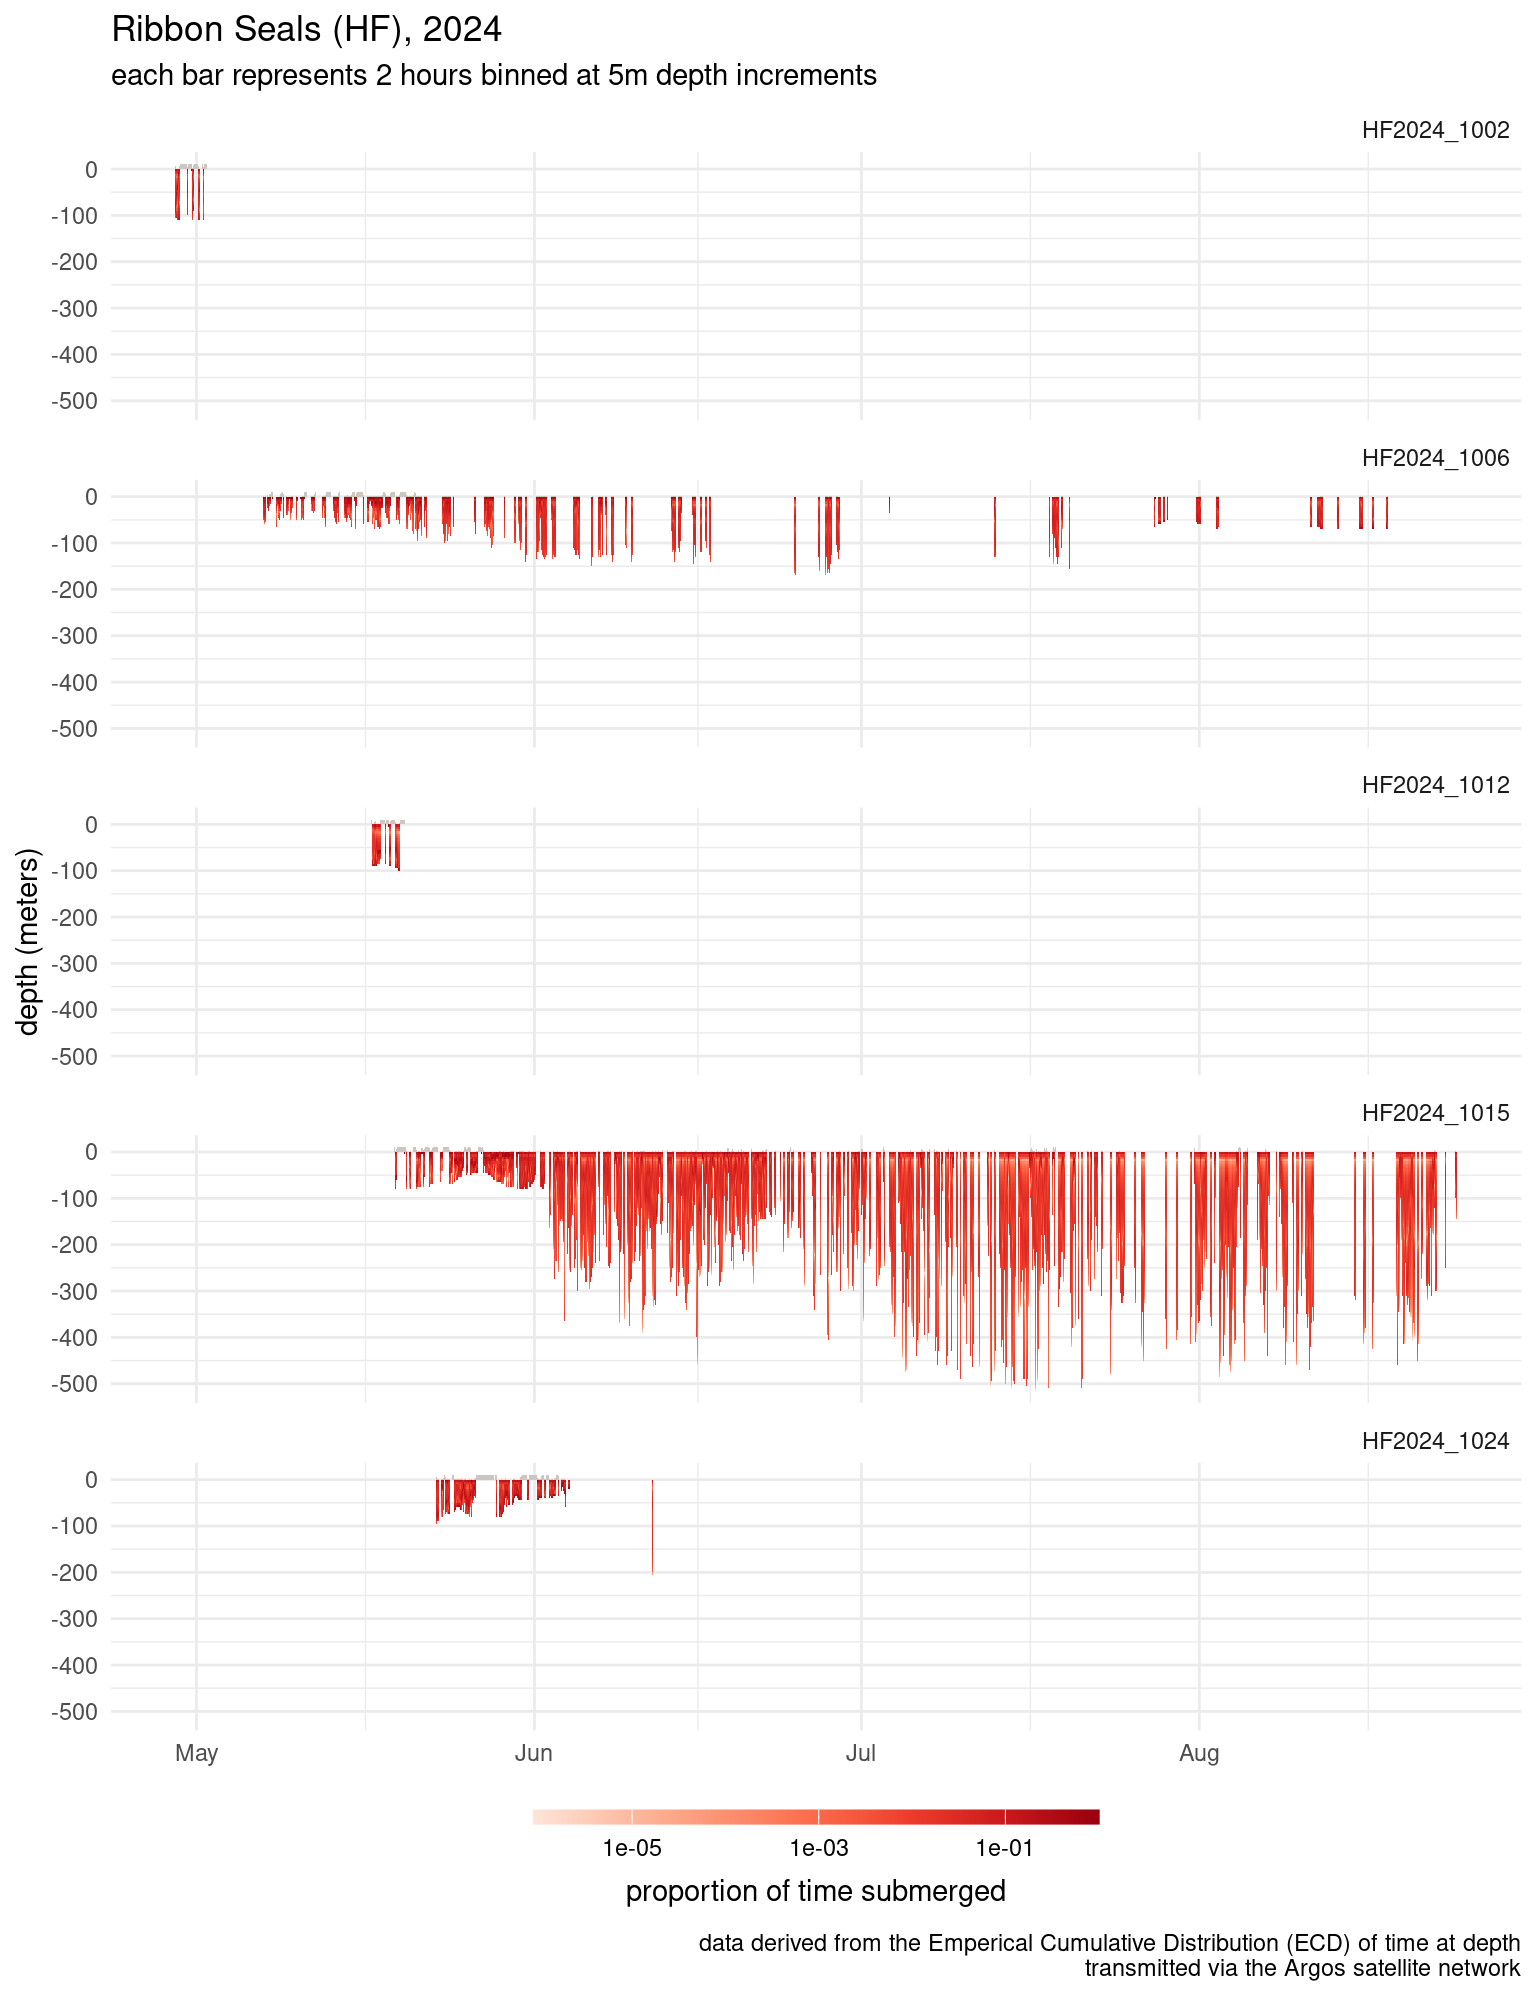 Ribbon Seals (HF), 2024
each bar represents 2 hours binned at 5m depth increments
HF2024_1002
0
-100
-200
-300
-400
-500
HF2024_1006
0
-100
-200
-300
-400
-500
HF2024_1012
0
-100
-200
-300
-400
-500
depth (meters)
HF2024_1015
0
-100
-200
-300
-400
-500
HF2024_1024
0
-100
-200
-300
-400
-500
May Jun Jul Aug
1e-05 1e-03 1e-01
proportion of time submerged
data derived from the Emperical Cumulative Distribution (ECD) of time at depth
transmitted via the Argos satellite network